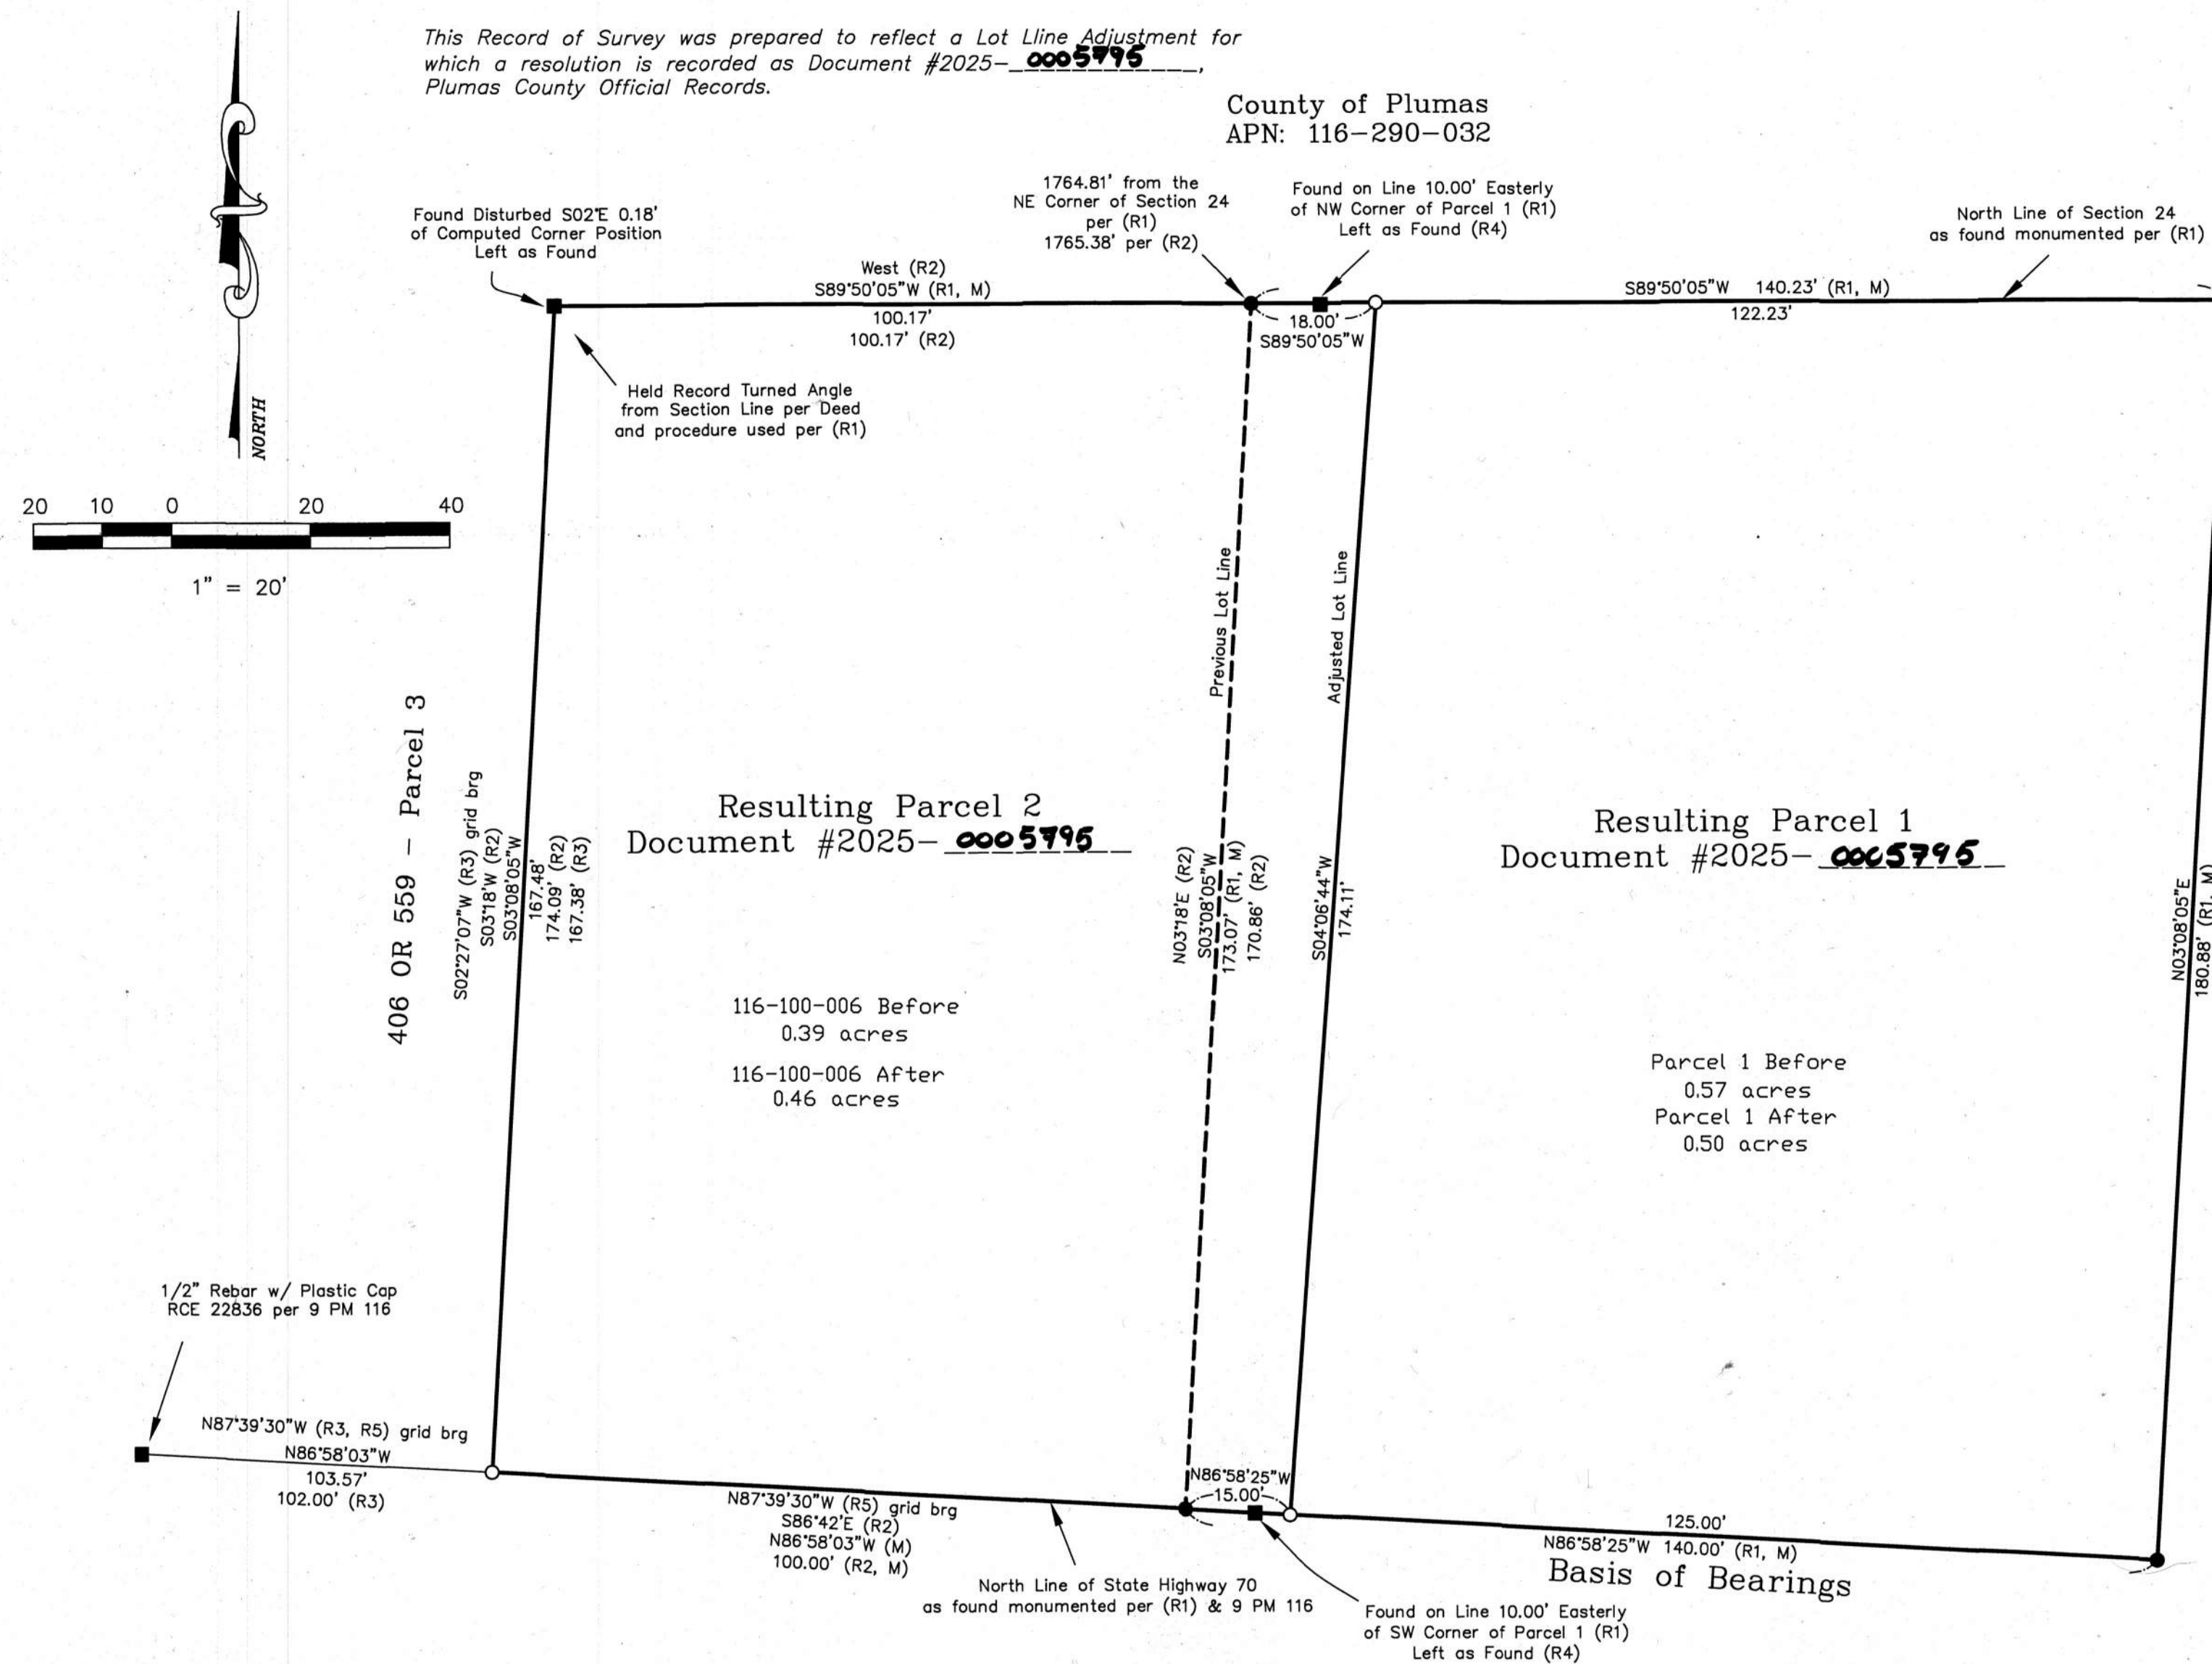 This Record of Survey was prepared to reflect a Lot Lline Adjustment for
which a resolution is recorded as Document #2025-0005795,
Plumas County Official Records.
County of Plumas
APN: 116-290-032
NORTH
20 10 0 20 40
1" = 20'
Found Disturbed S02°E 0.18'
of Computed Corner Position
Left as Found
1764.81' from the
NE Corner of Section 24
per (R1)
1765.38' per (R2)
Found on Line 10.00' Easterly
of NW Corner of Parcel 1 (R1)
Left as Found (R4)
North Line of Section 24
as found monumented per (R1)
West (R2)
S89°50'05"W (R1, M)
100.17'
100.17' (R2)
18.00'
S89°50'05"W
S89°50'05"W 140.23' (R1, M)
122.23'
Held Record Turned Angle
from Section Line per Deed
and procedure used per (R1)
Previous Lot Line
Adjusted Lot Line
406 OR 559 - Parcel 3
S02°27'07"W (R3) grid brg
S03°18'W (R2)
S03°08'05"W
167.48'
174.09' (R2)
167.38' (R3)
Resulting Parcel 2
Document #2025-0005795
116-100-006 Before
0.39 acres
116-100-006 After
0.46 acres
N03°18'E (R2)
S03°08'05"W
173.07' (R1, M)
170.86' (R2)
S04°06'44"W
174.11'
Resulting Parcel 1
Document #2025-0005795
Parcel 1 Before
0.57 acres
Parcel 1 After
0.50 acres
N03°08'05"E
180.88' (R1, M)
1/2" Rebar w/ Plastic Cap
RCE 22836 per 9 PM 116
N87°39'30"W (R3, R5) grid brg
N86°58'03"W
103.57'
102.00' (R3)
N87°39'30"W (R5) grid brg
S86°42'E (R2)
N86°58'03"W (M)
100.00' (R2, M)
North Line of State Highway 70
as found monumented per (R1) & 9 PM 116
N86°58'25"W
15.00'
Found on Line 10.00' Easterly
of SW Corner of Parcel 1 (R1)
Left as Found (R4)
125.00'
N86°58'25"W 140.00' (R1, M)
Basis of Bearings